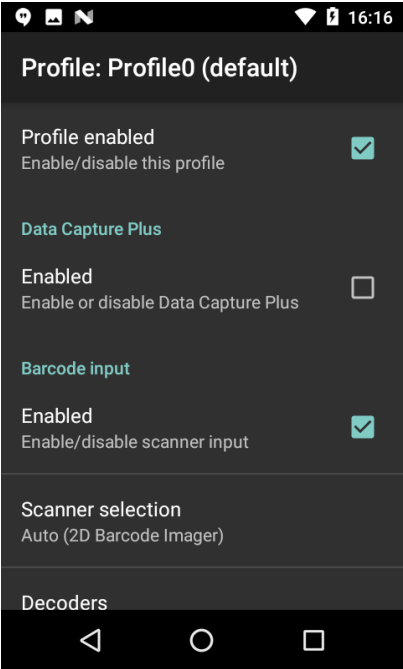 16:16
Profile: Profile0 (default)
Profile enabled
Enable/disable this profile
Data Capture Plus
Enabled
Enable or disable Data Capture Plus
Barcode input
Enabled
Enable/disable scanner input
Scanner selection
Auto (2D Barcode Imager)
Decoders